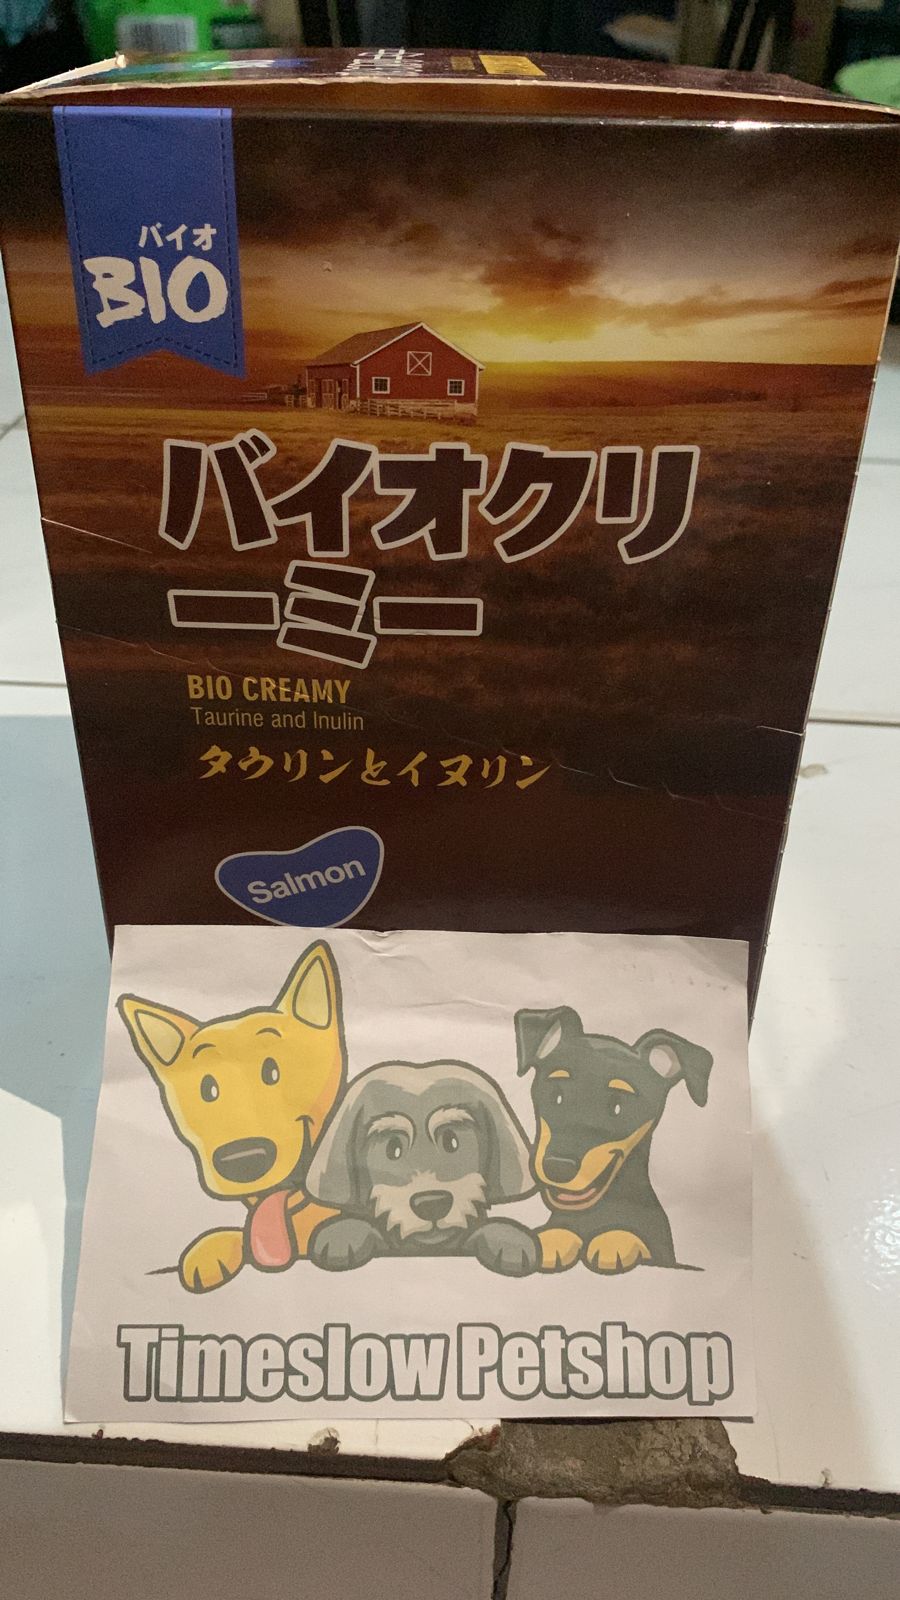 バイオ
BIO
バイオクリ
ーミー
BIO CREAMY
Taurine and Inulin
タウリンとイヌリン
Salmon
Timeslow Petshop